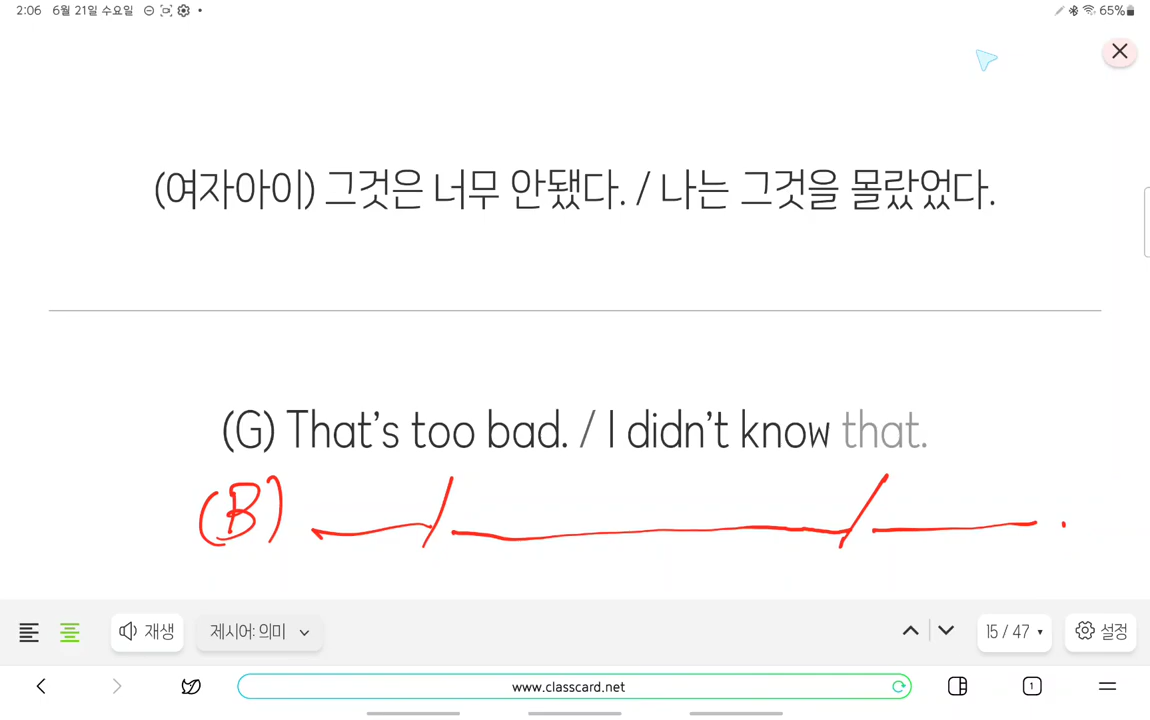 2:06 6월 21일 수요일 65%
(여자아이) 그것은 너무 안됐다. / 나는 그것을 몰랐었다.
(G) That's too bad. / I didn't know that.
(B) / / .
재생 제시어: 의미 15 / 47 설정
www.classcard.net 1